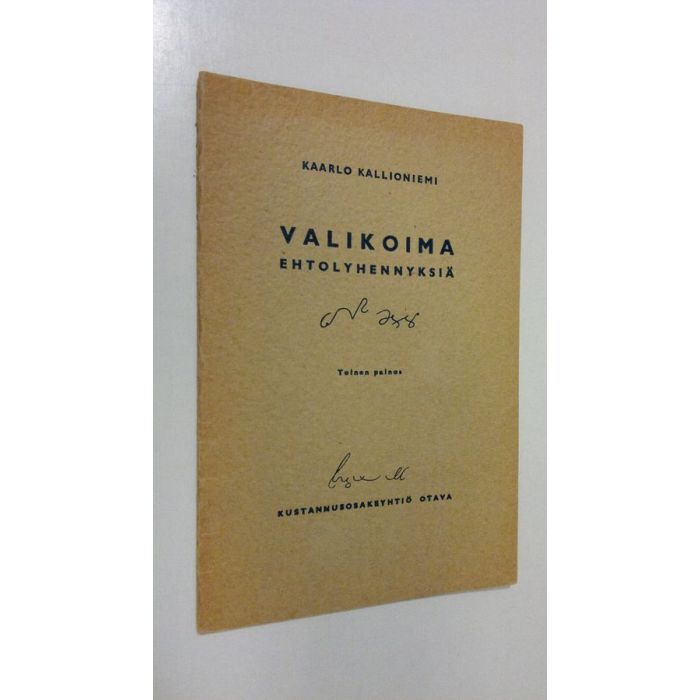 KAARLO KALLIONIEMI
VALIKOIMA
EHTOLYHENNYKSIÄ
Toinen painos
KUSTANNUSOSAKEYHTIÖ OTAVA